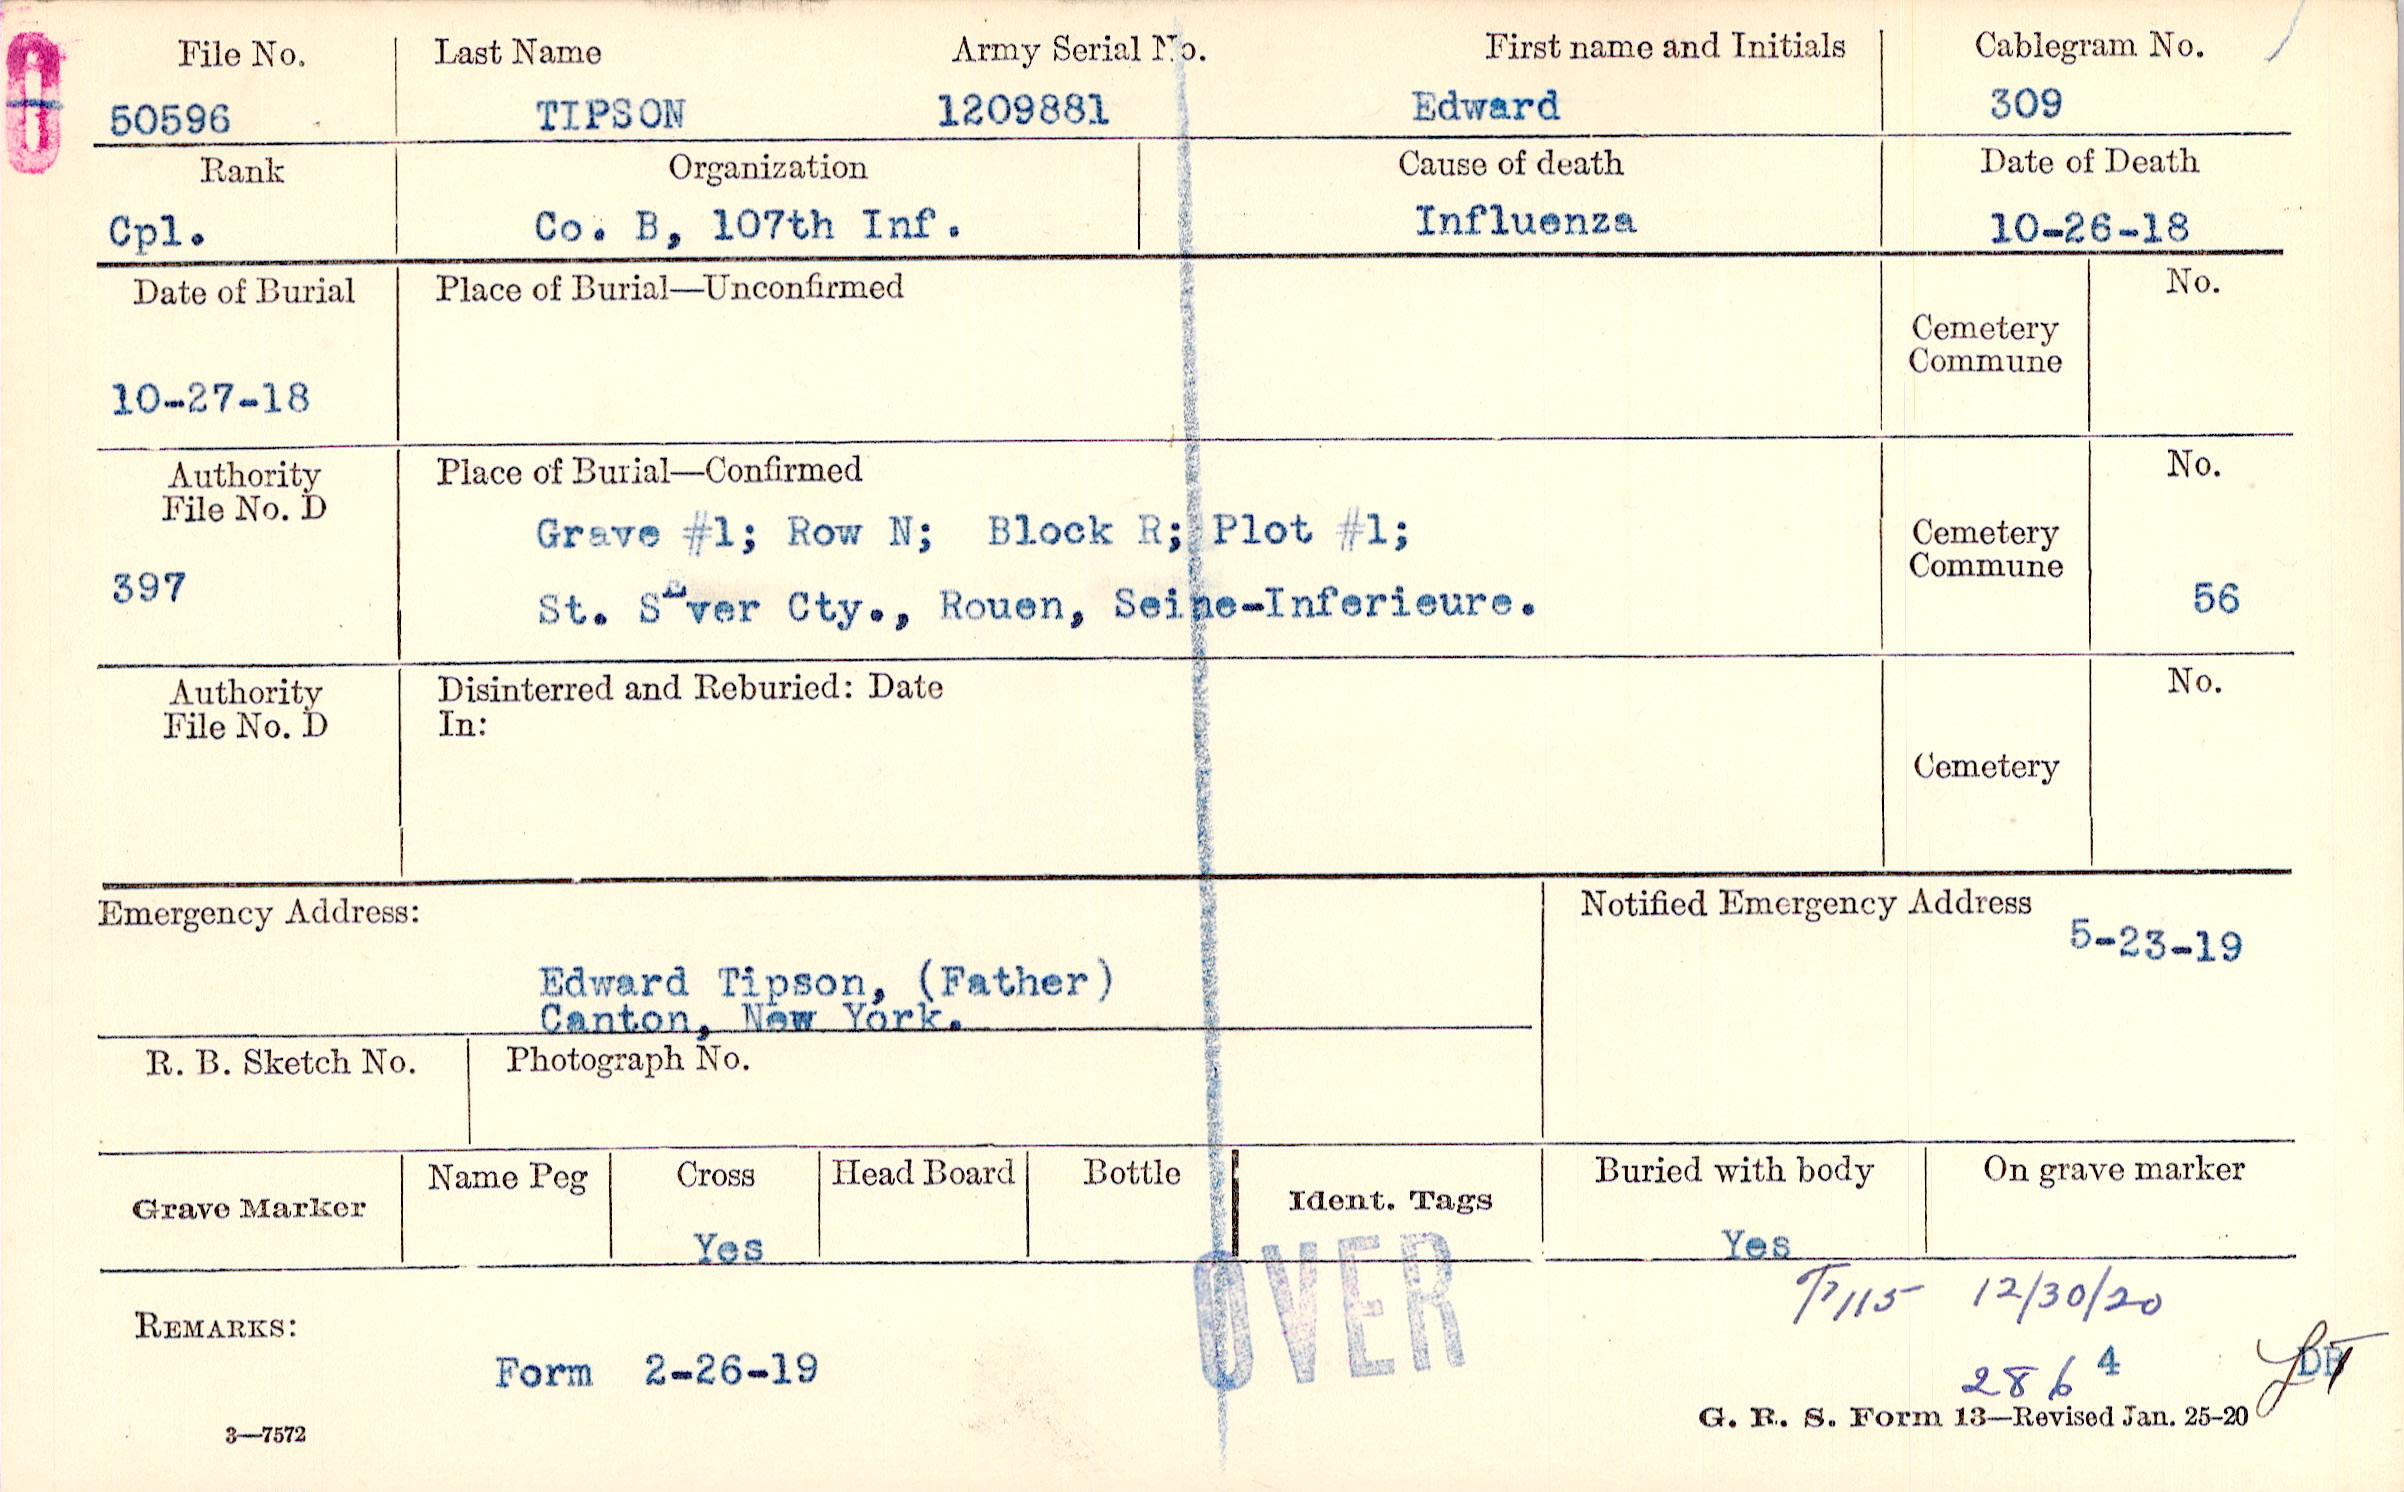 File No. Last Name Army Serial No. First name and Initials Cablegram No.
50596 TIPSON 1209881 Edward 309
Rank Organization Cause of death Date of Death
Cpl. Co. B, 107th Inf. Influenza 10-26-18
Date of Burial Place of Burial—Unconfirmed No.
Cemetery
Commune
10-27-18
Authority Place of Burial—Confirmed No.
File No. D
Grave #1; Row N; Block R; Plot #1; Cemetery
Commune
397 St. Sever Cty., Rouen, Seine-Inferieure. 56
Authority Disinterred and Reburied: Date No.
File No. D In:
Cemetery
Emergency Address: Notified Emergency Address
5-23-19
Edward Tipson, (Father)
Canton, New York.
R. B. Sketch No. Photograph No.
Grave Marker Name Peg Cross Head Board Bottle Ident. Tags Buried with body On grave marker
Yes Yes
OVER
115 12/30/20
REMARKS:
Form 2-26-19
286 4
G. R. S. Form 13—Revised Jan. 25-20
3—7572